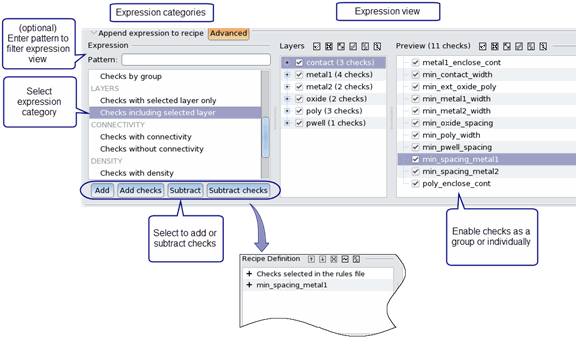 Expression categories
Expression view
(optional)
Enter pattern to
filter expression
view
Select
expression
category
Append expression to recipe Advanced
Expression
Pattern:
Checks by group
LAYERS
Checks with selected layer only
Checks including selected layer
CONNECTIVITY
Checks with connectivity
Checks without connectivity
DENSITY
Checks with density
Add Add checks Subtract Subtract checks
Layers
contact (3 checks)
metal1 (4 checks)
metal2 (2 checks)
oxide (2 checks)
poly (3 checks)
pwell (1 checks)
Preview (11 checks)
metal1_enclose_cont
min_contact_width
min_ext_oxide_poly
min_metal1_width
min_metal2_width
min_oxide_spacing
min_poly_width
min_pwell_spacing
min_spacing_metal1
min_spacing_metal2
poly_enclose_cont
Select to add or
subtract checks
Enable checks as a
group or individually
Recipe Definition
+ Checks selected in the rules file
+ min_spacing_metal1